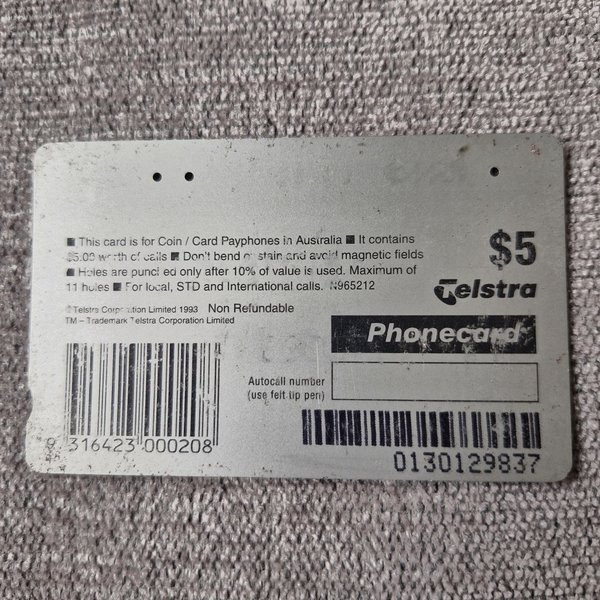 ■ This card is for Coin / Card Payphones in Australia ■ It contains
$5.00 worth of calls ■ Don't bend or stain and avoid magnetic fields
■ Holes are punched only after 10% of value is used. Maximum of
11 holes ■ For local, STD and International calls. N965212
©Telstra Corporation Limited 1993 Non Refundable
TM – Trademark Telstra Corporation Limited
$5
Telstra
Phonecard
Autocall number
(use felt tip pen)
9 316423 000208
0130129837